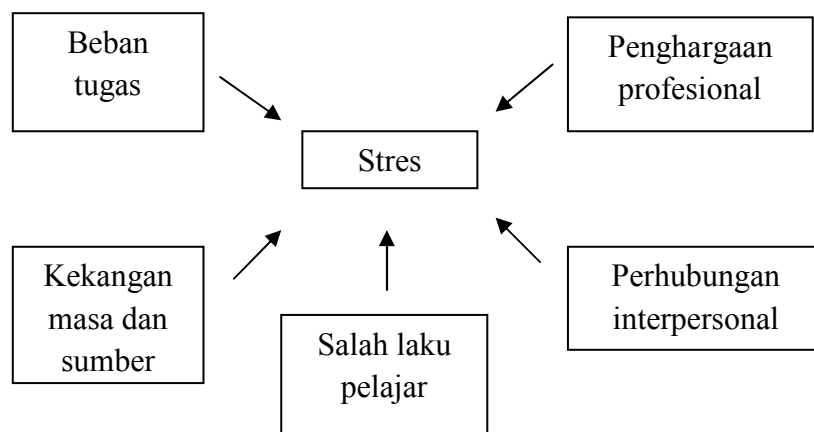 Beban
tugas
Penghargaan
profesional
Stres
Kekangan
masa dan
sumber
Salah laku
pelajar
Perhubungan
interpersonal